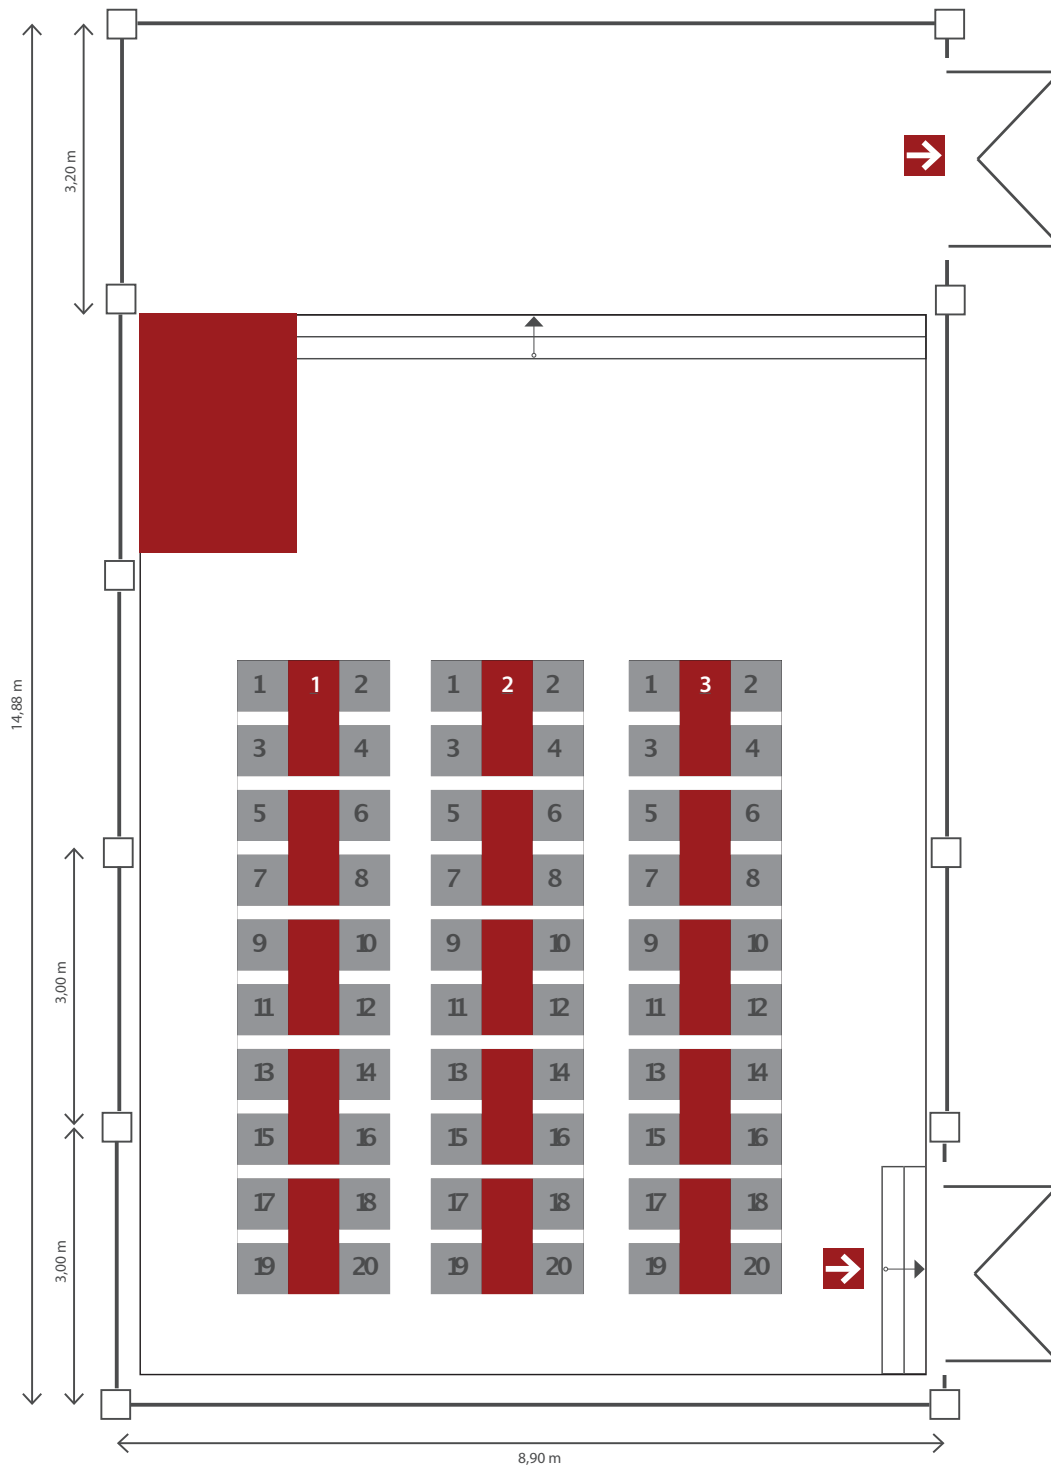 3,20 m
14,88 m
1 1 2 1 2 2 1 3 2
3 4 3 4 3 4
5 6 5 6 5 6
7 8 7 8 7 8
9 10 9 10 9 10
3,00 m
11 12 11 12 11 12
13 14 13 14 13 14
15 16 15 16 15 16
17 18 17 18 17 18
3,00 m
19 20 19 20 19 20
8,90 m